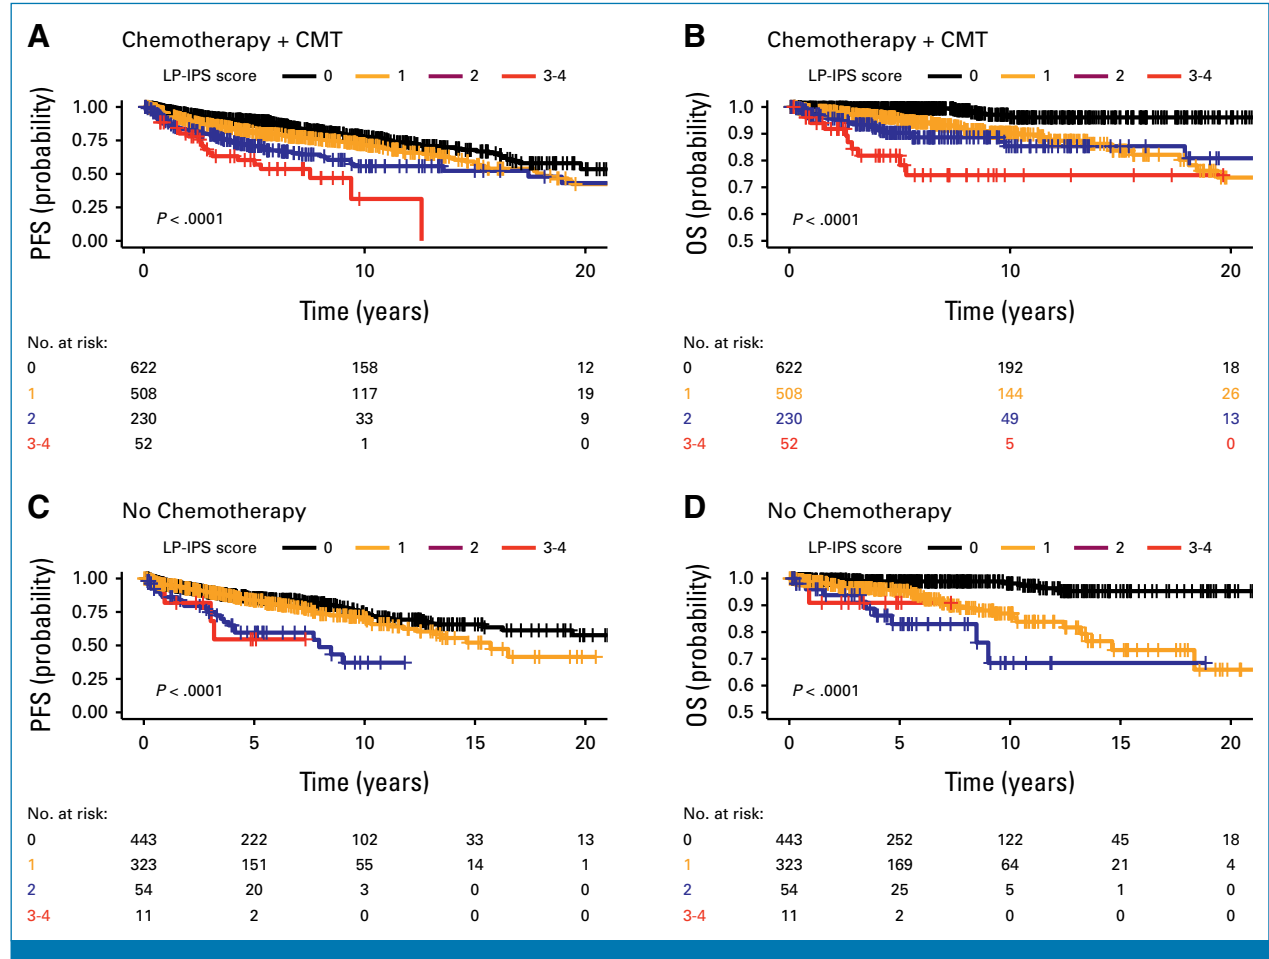 A Chemotherapy + CMT
LP-IPS score 0 1 2 3-4
PFS (probability)
1.00
0.75
0.50
0.25
0.00
P < .0001
0 10 20
Time (years)
No. at risk:
0 622 158 12
1 508 117 19
2 230 33 9
3-4 52 1 0
B Chemotherapy + CMT
LP-IPS score 0 1 2 3-4
OS (probability)
1.0
0.9
0.8
0.7
0.6
0.5
P < .0001
0 10 20
Time (years)
No. at risk:
0 622 192 18
1 508 144 26
2 230 49 13
3-4 52 5 0
C No Chemotherapy
LP-IPS score 0 1 2 3-4
PFS (probability)
1.00
0.75
0.50
0.25
0.00
P < .0001
0 5 10 15 20
Time (years)
No. at risk:
0 443 222 102 33 13
1 323 151 55 14 1
2 54 20 3 0 0
3-4 11 2 0 0 0
D No Chemotherapy
LP-IPS score 0 1 2 3-4
OS (probability)
1.0
0.9
0.8
0.7
0.6
0.5
P < .0001
0 5 10 15 20
Time (years)
No. at risk:
0 443 252 122 45 18
1 323 169 64 21 4
2 54 25 5 1 0
3-4 11 2 0 0 0